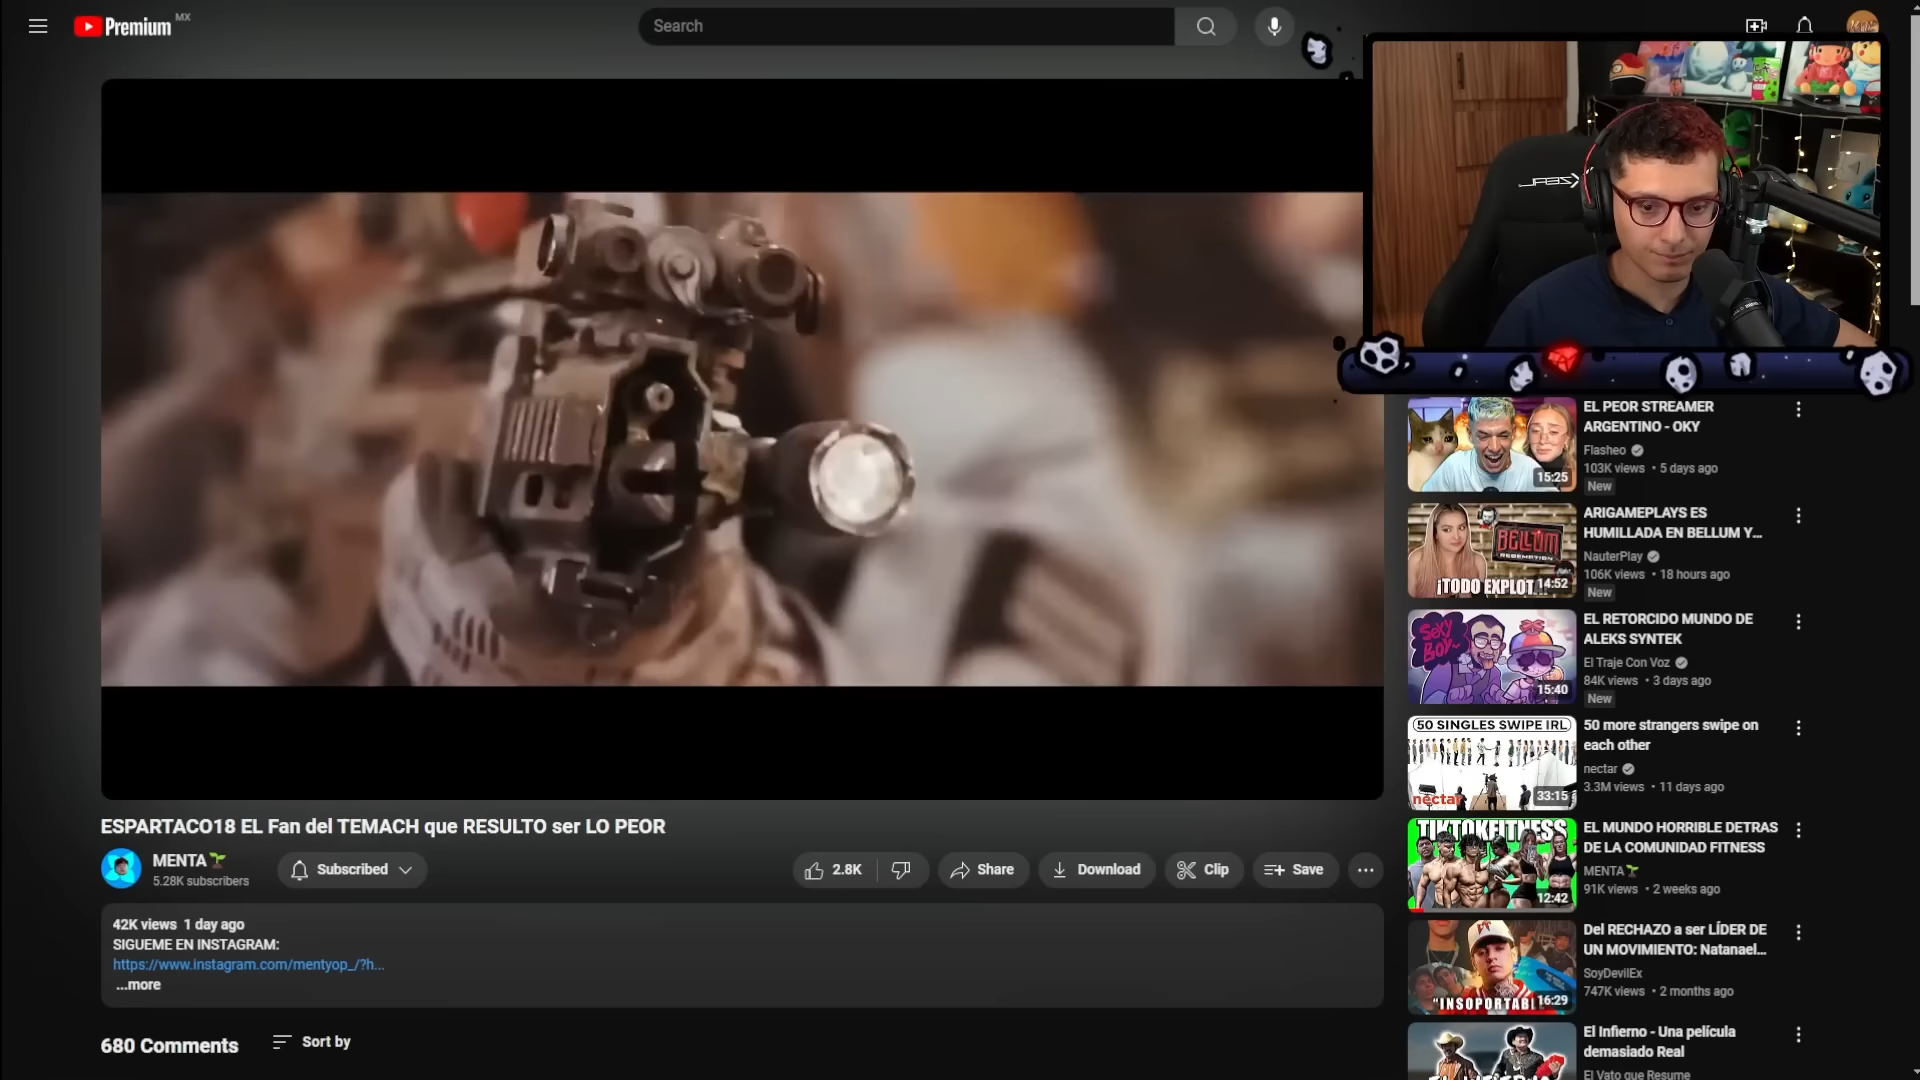 Premium MX
Search
ESPARTACO18 EL Fan del TEMACH que RESULTO ser LO PEOR
MENTA🌱
5.28K subscribers
Subscribed
2.8K
Share
Download
Clip
Save
42K views 1 day ago
SIGUEME EN INSTAGRAM:
https://www.instagram.com/mentyop_/?h...
...more
680 Comments
Sort by
15:25
EL PEOR STREAMER
ARGENTINO - OKY
Flasheo
103K views • 5 days ago
New
BELLUM
REDEMPTION
¡TODO EXPLOT...
14:52
ARIGAMEPLAYS ES
HUMILLADA EN BELLUM Y...
NauterPlay
106K views • 18 hours ago
New
SEXY
BOY~
15:40
EL RETORCIDO MUNDO DE
ALEKS SYNTEK
El Traje Con Voz
84K views • 3 days ago
New
50 SINGLES SWIPE IRL
nectar
33:15
50 more strangers swipe on
each other
nectar
3.3M views • 11 days ago
TIKTOKFITNESS
12:42
EL MUNDO HORRIBLE DETRAS
DE LA COMUNIDAD FITNESS
MENTA🌱
91K views • 2 weeks ago
"INSOPORTABL
16:29
Del RECHAZO a ser LÍDER DE
UN MOVIMIENTO: Natanael...
SoyDevilEx
747K views • 2 months ago
El Infierno - Una película
demasiado Real
El Vato que Resume